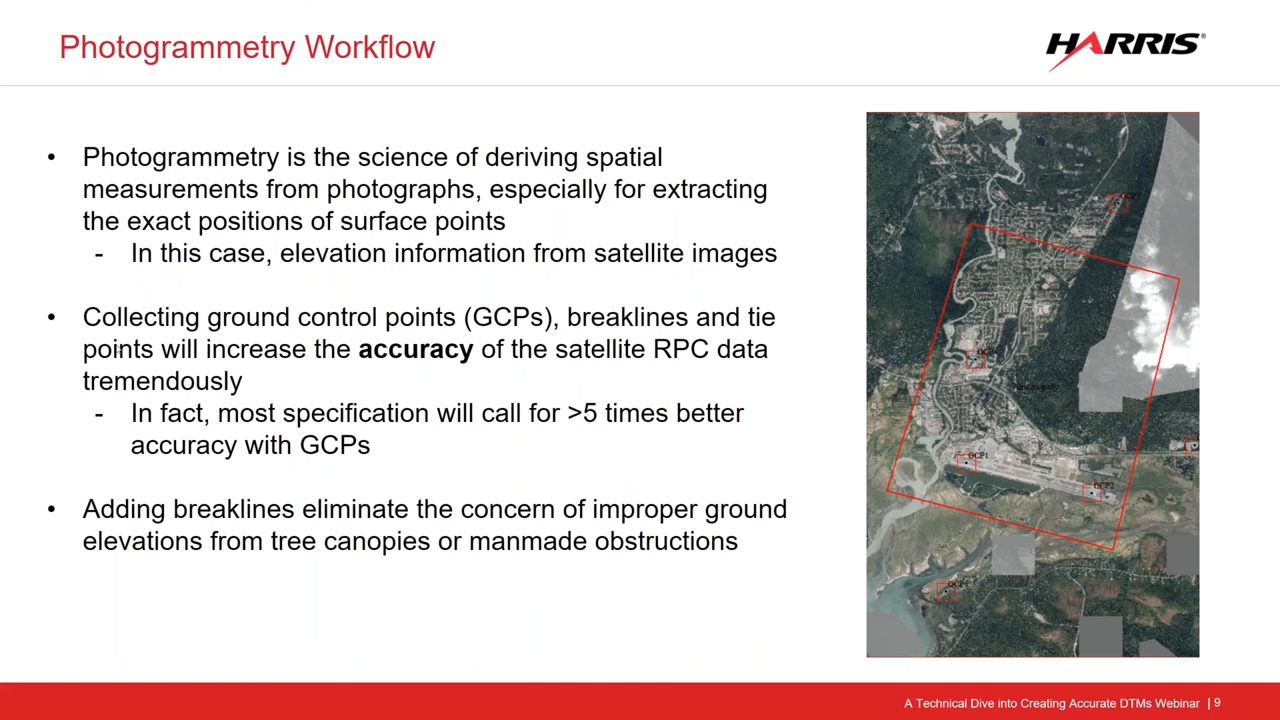 Photogrammetry Workflow
HARRIS®
• Photogrammetry is the science of deriving spatial
measurements from photographs, especially for extracting
the exact positions of surface points
- In this case, elevation information from satellite images
• Collecting ground control points (GCPs), breaklines and tie
points will increase the accuracy of the satellite RPC data
tremendously
- In fact, most specification will call for >5 times better
accuracy with GCPs
• Adding breaklines eliminate the concern of improper ground
elevations from tree canopies or manmade obstructions
GCP1
GCP2
A Technical Dive into Creating Accurate DTMs Webinar | 9